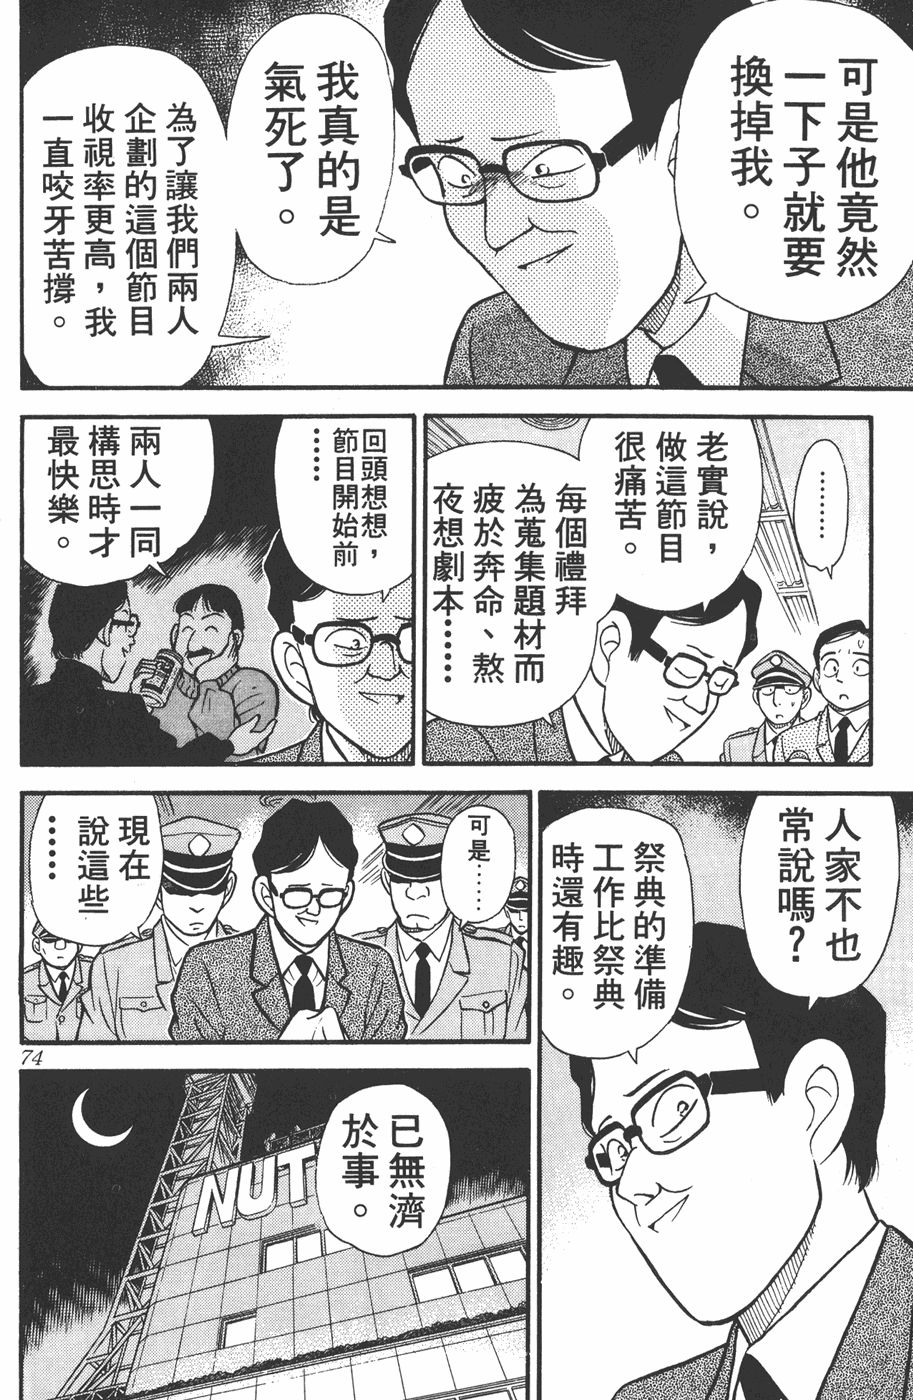 可是他竟然
一下子就要
換掉我。
我真的是
氣死了。
為了讓我們兩人
企劃的這個節目
收視率更高，我
一直咬牙苦撐。
………
老實說，
做這節目
很痛苦。
每個禮拜
為蒐集題材而
疲於奔命、熬
夜想劇本……
回頭想想，
節目開始前
……
兩人一同
構思時才
最快樂。
人家不也
常說嗎？
祭典的準備
工作比祭典
時還有趣。
可是……
現在
說這些
……
已無濟
於事。
NUT
74